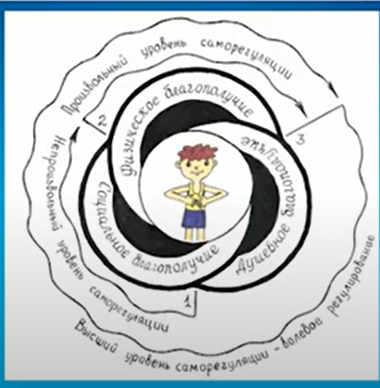 Произвольный уровень саморегуляции
Непроизвольный уровень саморегуляции
Высший уровень саморегуляции - волевое регулирование
Физическое благополучие
Душевное благополучие
Социальное благополучие
1
2
3